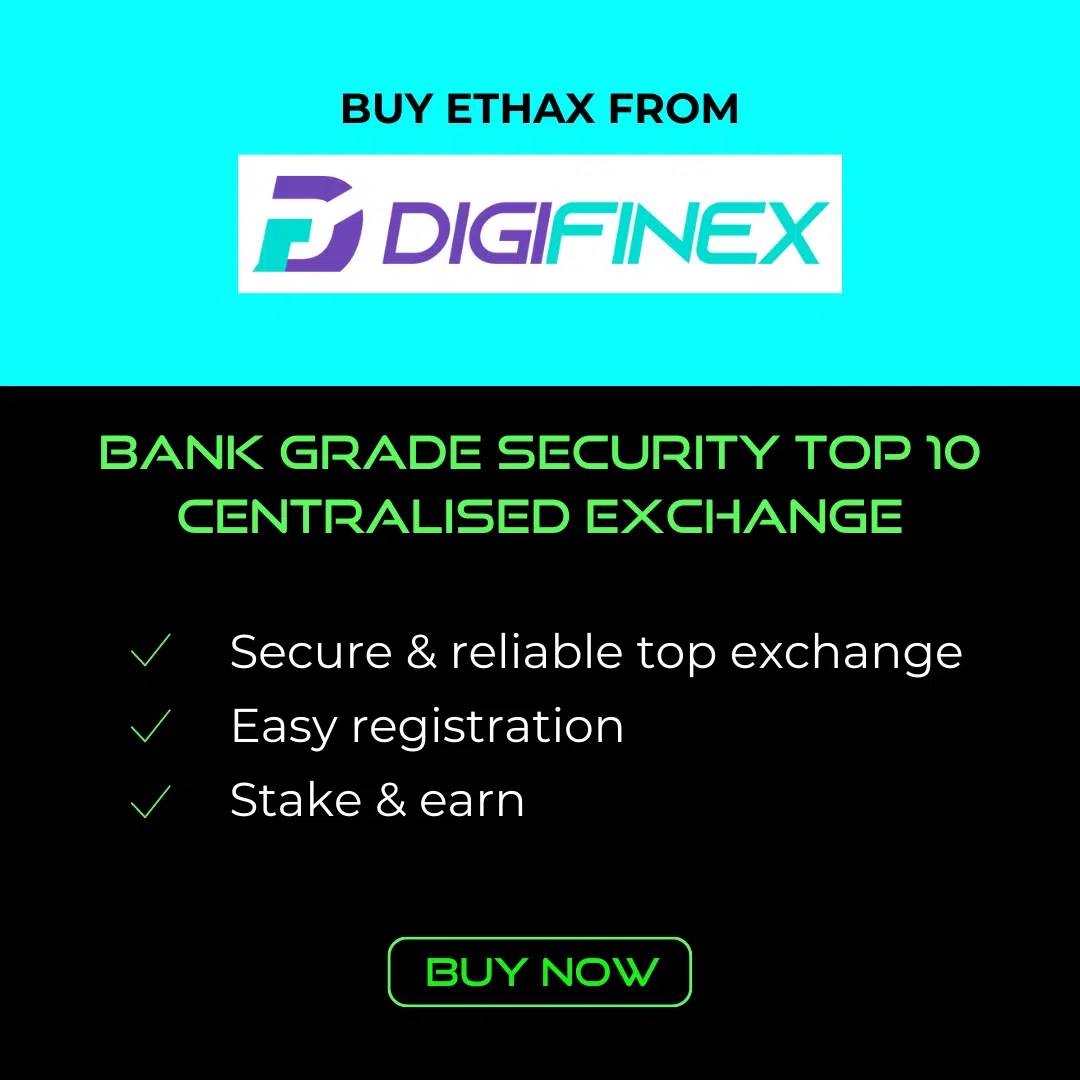 BUY ETHAX FROM
DIGIFINEX
BANK GRADE SECURITY TOP 10
CENTRALISED EXCHANGE
Secure & reliable top exchange
Easy registration
Stake & earn
BUY NOW